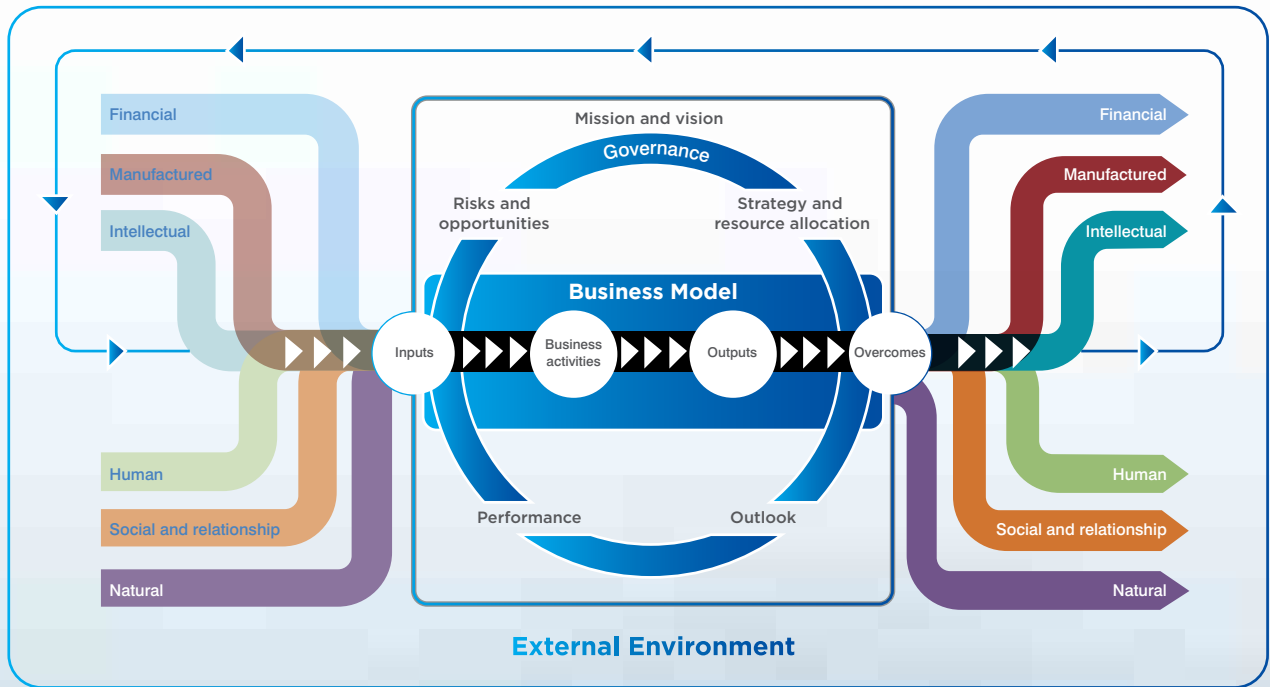 Financial
Manufactured
Intellectual
Human
Social and relationship
Natural
Mission and vision
Governance
Risks and
opportunities
Strategy and
resource allocation
Business Model
Inputs
Business
activities
Outputs
Overcomes
Performance
Outlook
Financial
Manufactured
Intellectual
Human
Social and relationship
Natural
External Environment